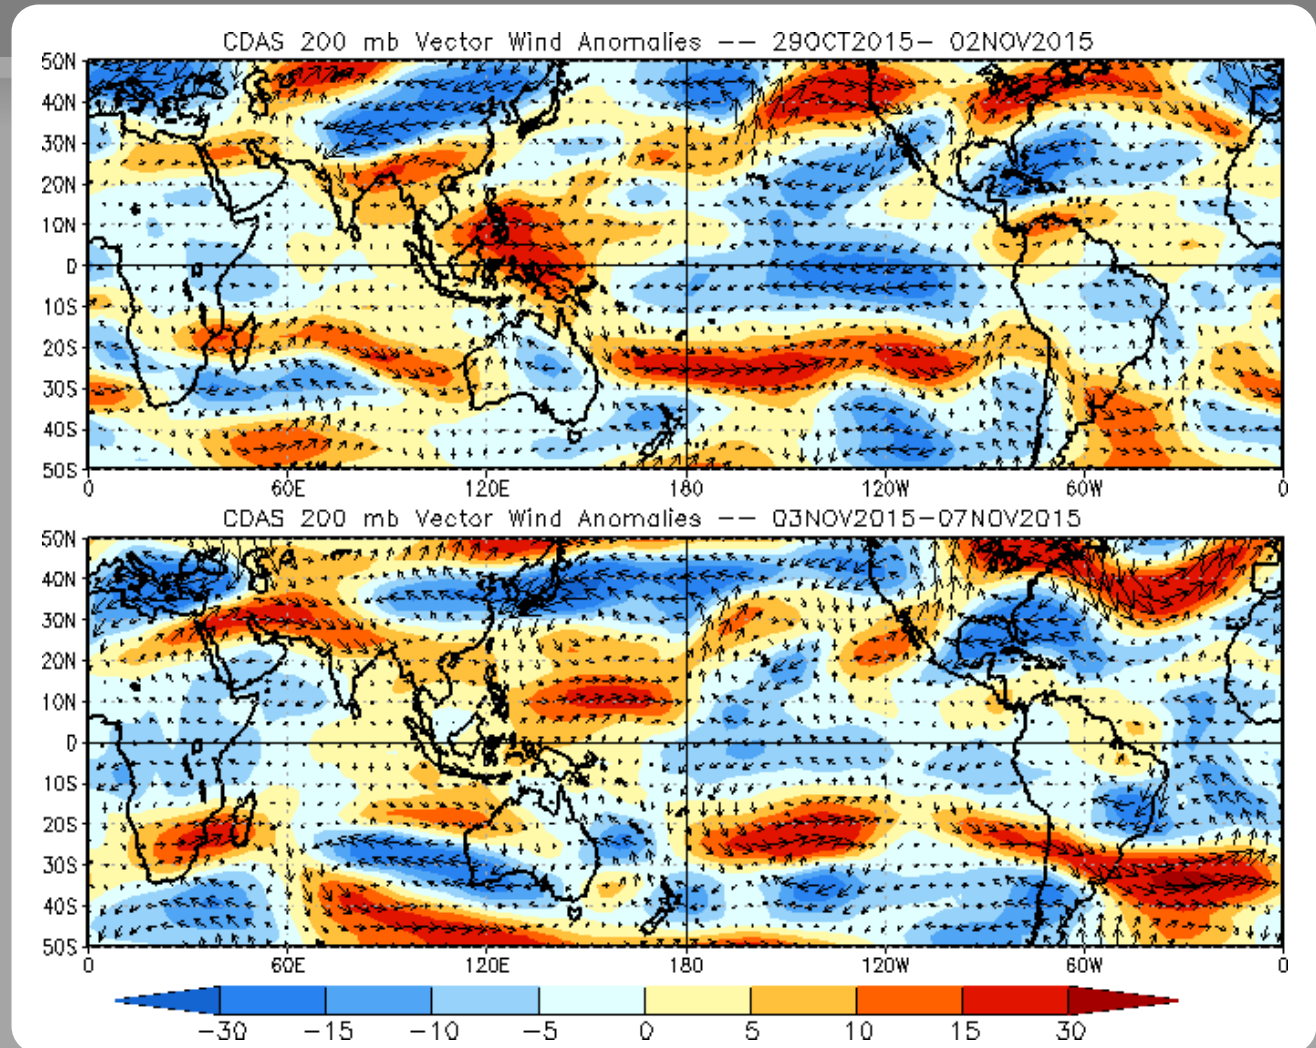 CDAS 200 mb Vector Wind Anomalies -- 29OCT2015- 02NOV2015
50N
40N
30N
20N
10N
0
10S
20S
30S
40S
50S
0 60E 120E 180 120W 60W 0
CDAS 200 mb Vector Wind Anomalies -- 03NOV2015-07NOV2015
50N
40N
30N
20N
10N
0
10S
20S
30S
40S
50S
0 60E 120E 180 120W 60W 0
-30 -15 -10 -5 0 5 10 15 30